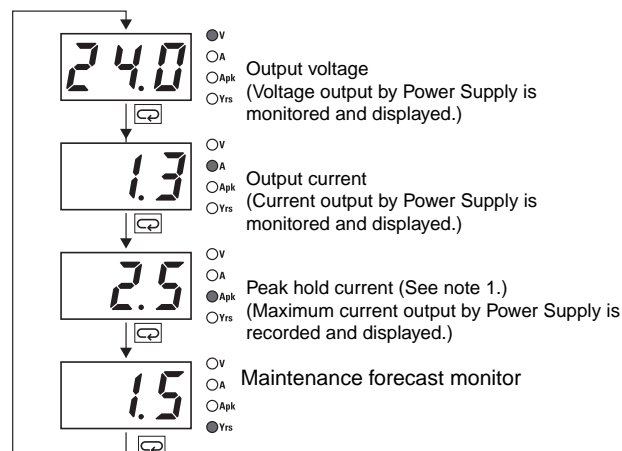 24.0
V
A
Apk
Yrs
Output voltage
(Voltage output by Power Supply is
monitored and displayed.)
1.3
V
A
Apk
Yrs
Output current
(Current output by Power Supply is
monitored and displayed.)
2.5
V
A
Apk
Yrs
Peak hold current (See note 1.)
(Maximum current output by Power Supply is
recorded and displayed.)
1.5
V
A
Apk
Yrs
Maintenance forecast monitor